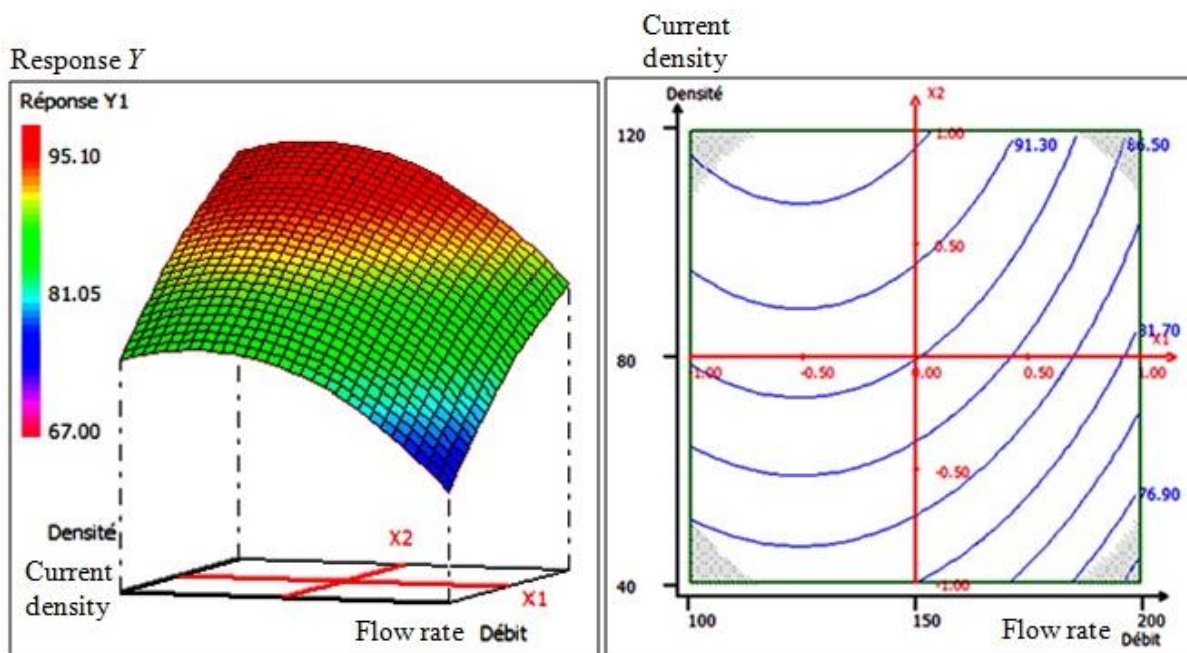 Response Y
Réponse Y1
95.10
81.05
67.00
Densité
Current
density
X2
X1
Flow rate Débit
Current
density
Densité
X2
120
1.00
91.30
86.50
0.50
81.70
X1
80
-1.00
-0.50
0.00
0.50
1.00
-0.50
76.90
40
-1.00
100
150
Flow rate
200
Débit